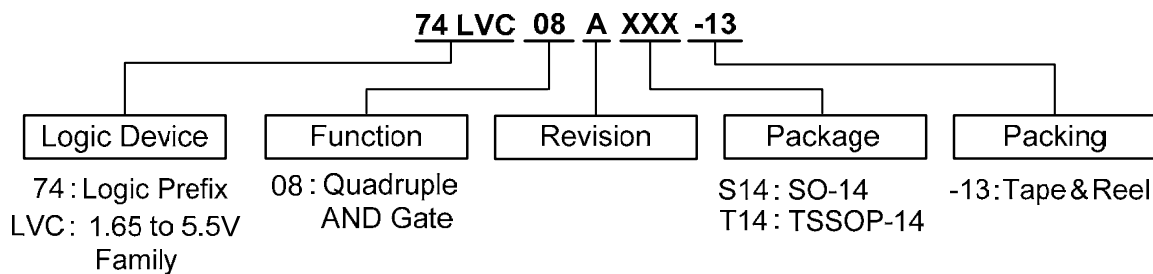 74 LVC 08 A XXX -13
Logic Device
Function
Revision
Package
Packing
74 : Logic Prefix
LVC : 1.65 to 5.5V
Family
08 : Quadruple
AND Gate
S14 : SO-14
T14 : TSSOP-14
-13 : Tape & Reel